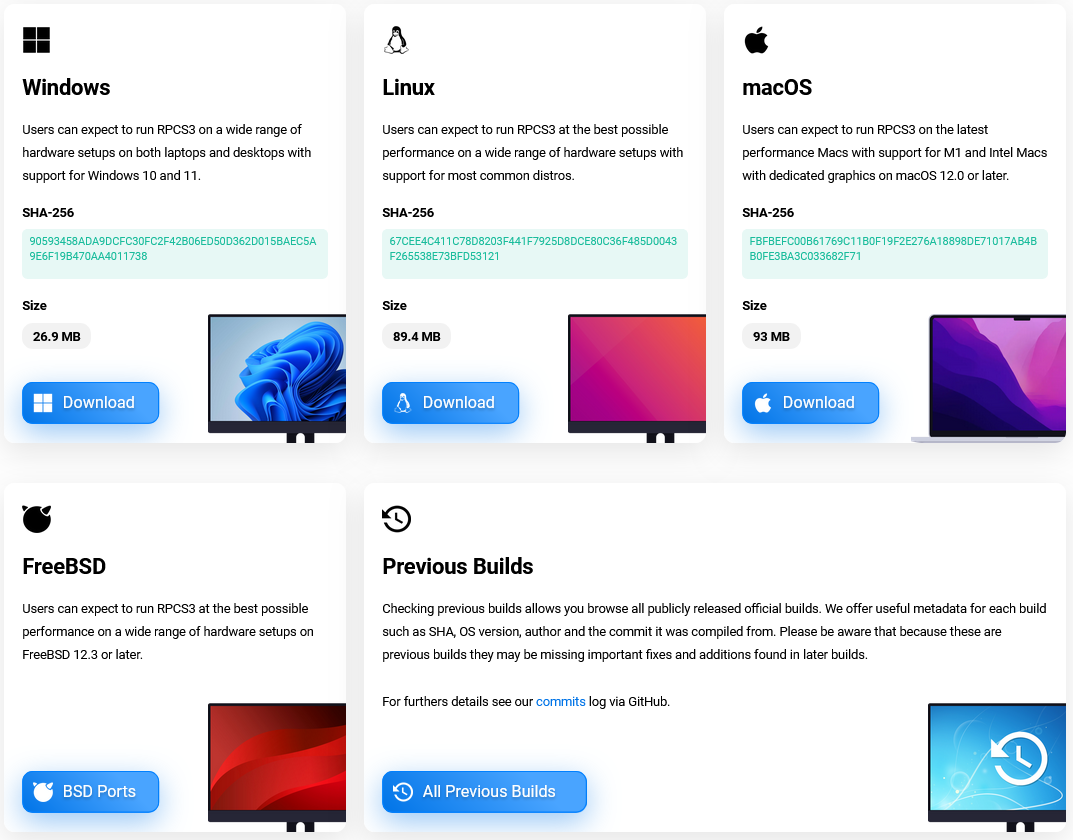 Windows
Users can expect to run RPCS3 on a wide range of
hardware setups on both laptops and desktops with
support for Windows 10 and 11.
SHA-256
90593458ADA9DCFC30FC2F42B06ED50D362D015BAEC5A
9E6F19B470AA4011738
Size
26.9 MB
Download
Linux
Users can expect to run RPCS3 at the best possible
performance on a wide range of hardware setups with
support for most common distros.
SHA-256
67CEE4C411C78D8203F441F7925D8DCE80C36F485D0043
F265538E73BFD53121
Size
89.4 MB
Download
macOS
Users can expect to run RPCS3 on the latest
performance Macs with support for M1 and Intel Macs
with dedicated graphics on macOS 12.0 or later.
SHA-256
FBFBEFC00B61769C11B0F19F2E276A18898DE71017AB4B
B0FE3BA3C033682F71
Size
93 MB
Download
FreeBSD
Users can expect to run RPCS3 at the best possible
performance on a wide range of hardware setups on
FreeBSD 12.3 or later.
BSD Ports
Previous Builds
Checking previous builds allows you browse all publicly released official builds. We offer useful metadata for each build
such as SHA, OS version, author and the commit it was compiled from. Please be aware that because these are
previous builds they may be missing important fixes and additions found in later builds.
For furthers details see our commits log via GitHub.
All Previous Builds